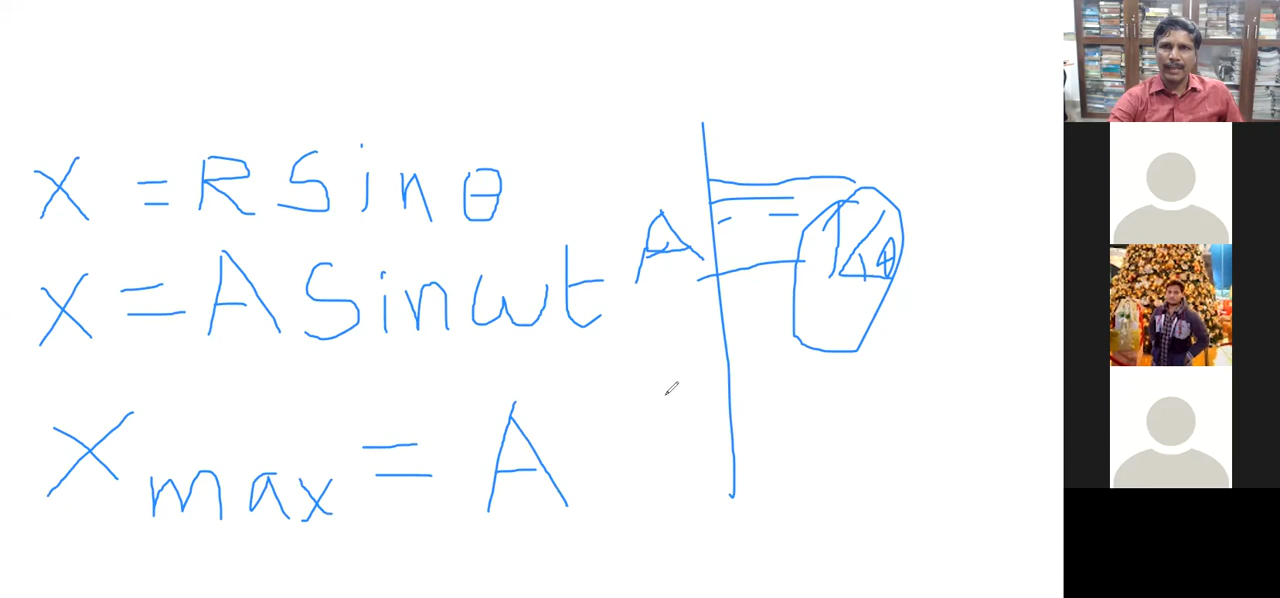 x = R Sin θ
x = A Sin ωt
A
θ
x max = A